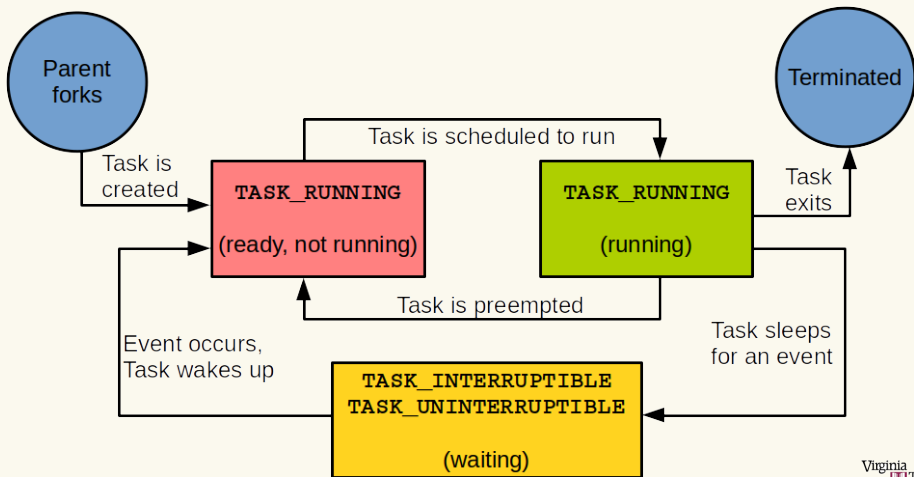 Parent
forks
Terminated
Task is scheduled to run
Task is
created
TASK_RUNNING
(ready, not running)
TASK_RUNNING
(running)
Task
exits
Task is preempted
Event occurs,
Task wakes up
Task sleeps
for an event
TASK_INTERRUPTIBLE
TASK_UNINTERRUPTIBLE
(waiting)
Virginia